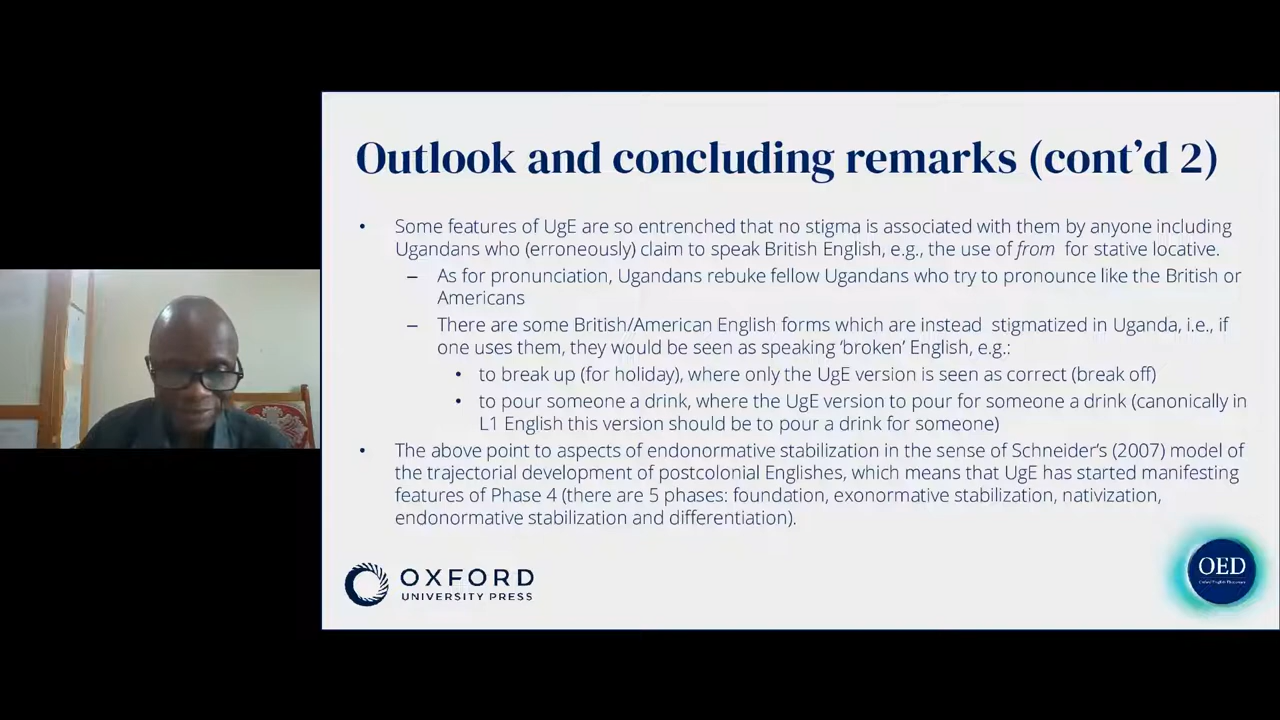 Outlook and concluding remarks (cont’d 2)
• Some features of UgE are so entrenched that no stigma is associated with them by anyone including
Ugandans who (erroneously) claim to speak British English, e.g., the use of from for stative locative.
– As for pronunciation, Ugandans rebuke fellow Ugandans who try to pronounce like the British or
Americans
– There are some British/American English forms which are instead stigmatized in Uganda, i.e., if
one uses them, they would be seen as speaking ‘broken’ English, e.g.:
• to break up (for holiday), where only the UgE version is seen as correct (break off)
• to pour someone a drink, where the UgE version to pour for someone a drink (canonically in
L1 English this version should be to pour a drink for someone)
• The above point to aspects of endonormative stabilization in the sense of Schneider’s (2007) model of
the trajectorial development of postcolonial Englishes, which means that UgE has started manifesting
features of Phase 4 (there are 5 phases: foundation, exonormative stabilization, nativization,
endonormative stabilization and differentiation).
OXFORD
UNIVERSITY PRESS
OED